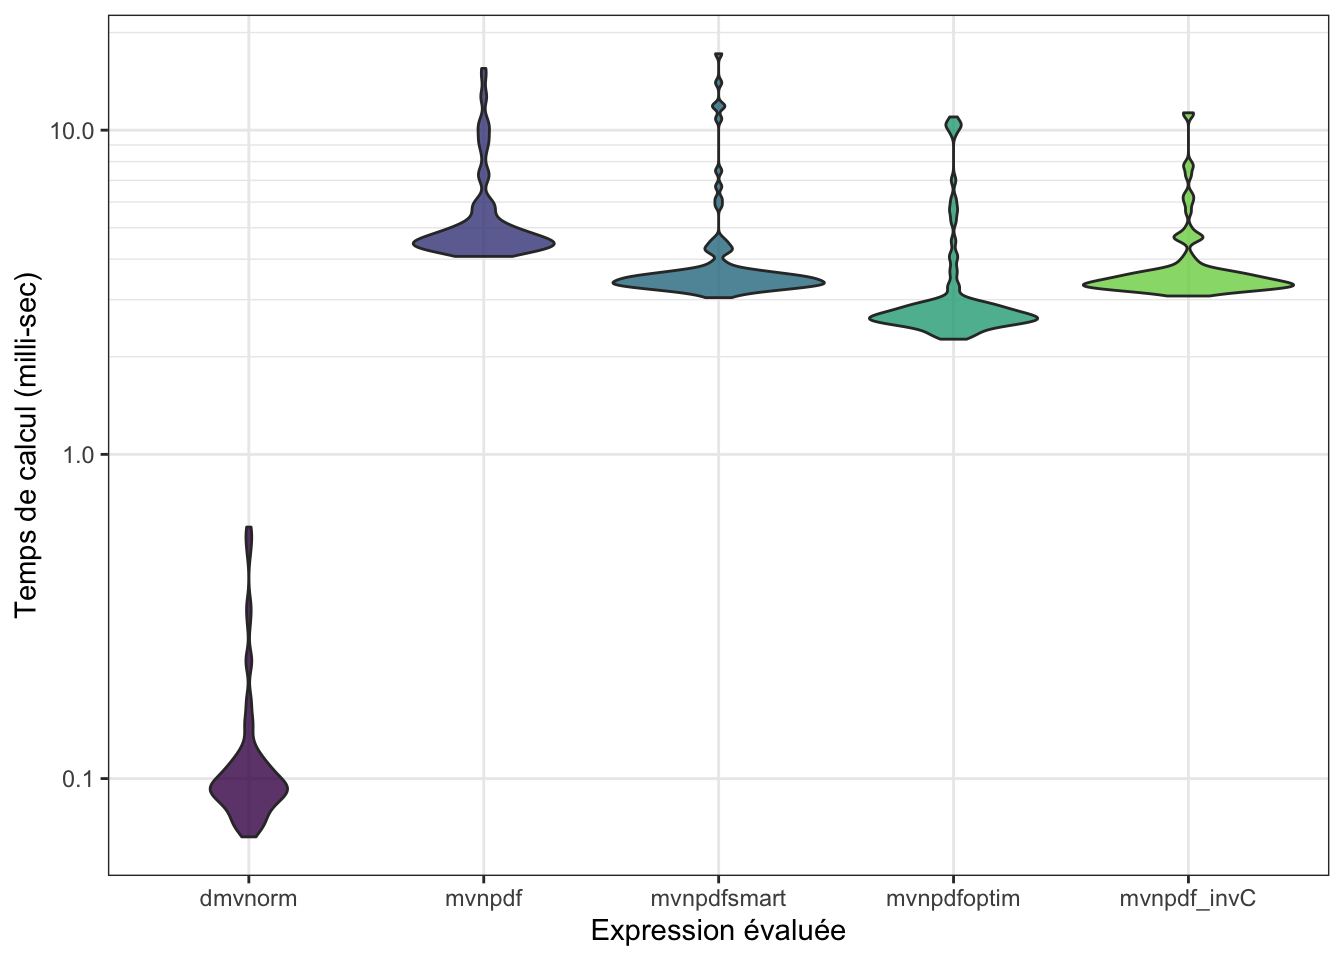 Temps de calcul (milli-sec)
10.0
1.0
0.1
dmvnorm
mvnpdf
mvnpdfsmart
mvnpdfoptim
mvnpdf_invC
Expression évaluée